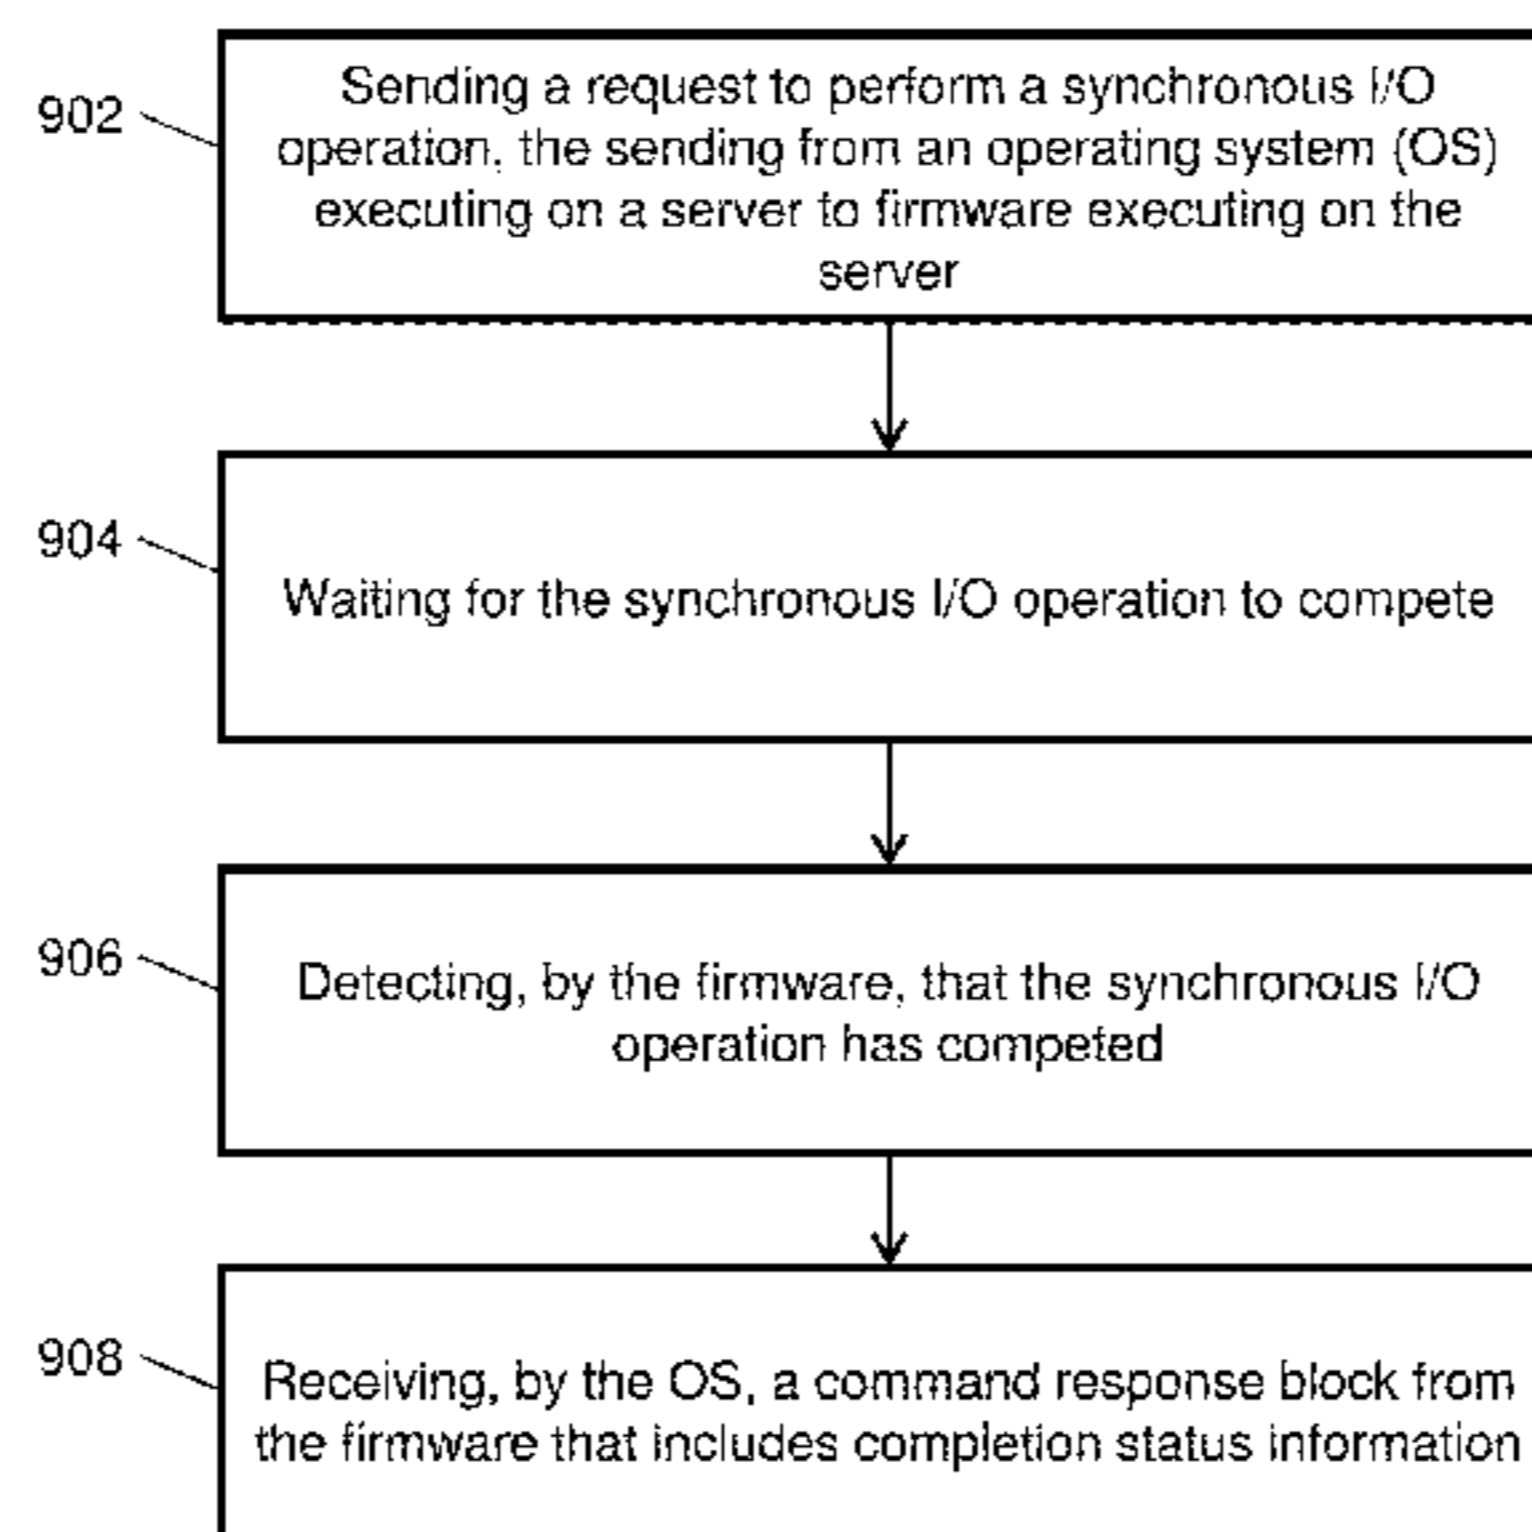 902
Sending a request to perform a synchronous I/O
operation, the sending from an operating system (OS)
executing on a server to firmware executing on the
server
904
Waiting for the synchronous I/O operation to compete
906
Detecting, by the firmware, that the synchronous I/O
operation has competed
908
Receiving, by the OS, a command response block from
the firmware that includes completion status information